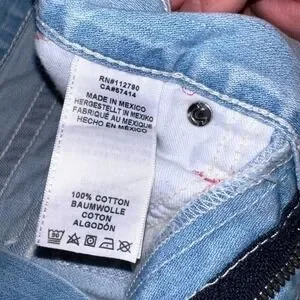 RN#112790
CA#57414
MADE IN MEXICO
HERGESTELLT IN MEXIKO
FABRIQUÉ AU MEXIQUE
HECHO EN MÉXICO
100% COTTON
BAUMWOLLE
COTON
ALGODÓN